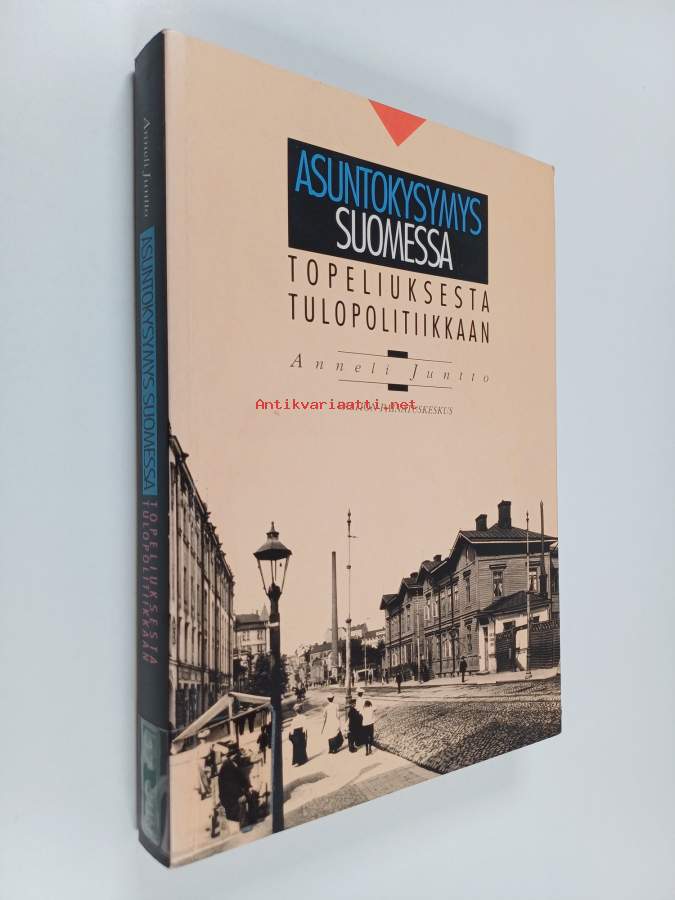 ASUNTOKYSYMYS
SUOMESSA
TOPELIUKSESTA
TULOPOLITIIKKAAN
Anneli Juntto
Antikvariaatti.net
Anneli Juntto
ASUNTOKYSYMYS SUOMESSA
TOPELIUKSESTA
TULOPOLITIIKKAAN